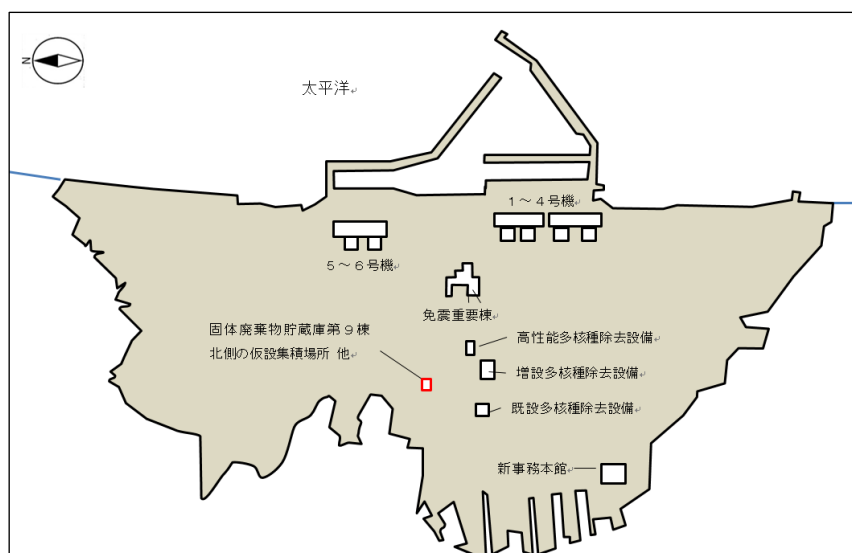 N
太平洋
1～4号機
5～6号機
免震重要棟
固体廃棄物貯蔵庫第9棟
北側の仮設集積場所 他
高性能多核種除去設備
増設多核種除去設備
既設多核種除去設備
新事務本館